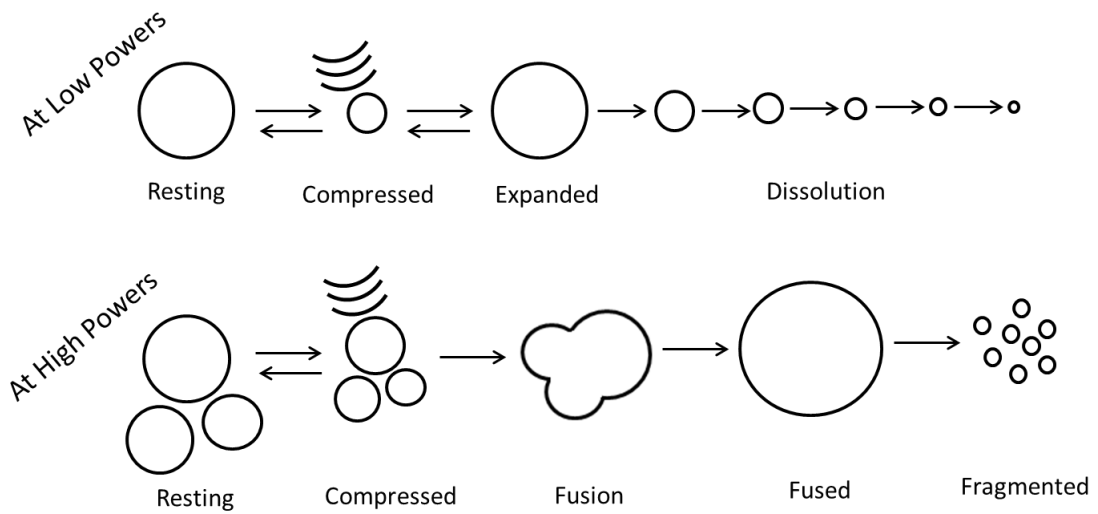 At Low Powers
Resting
Compressed
Expanded
Dissolution
At High Powers
Resting
Compressed
Fusion
Fused
Fragmented